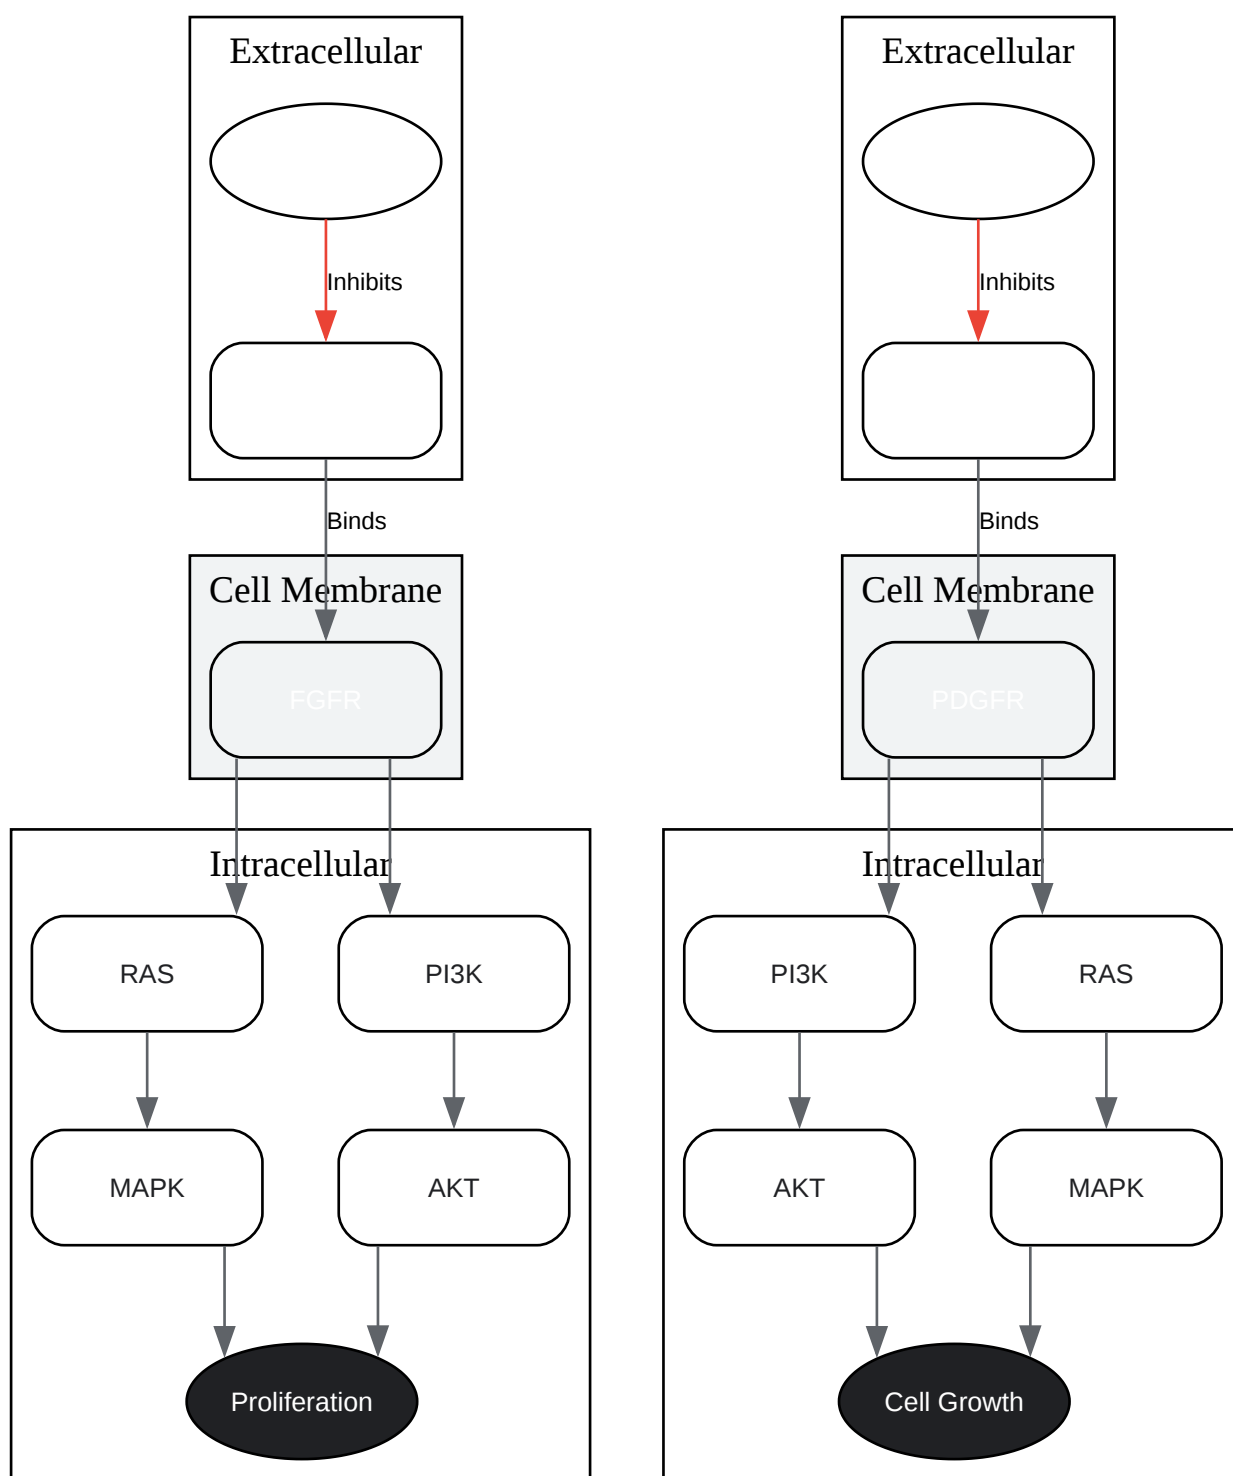 Extracellular
Inhibits
Binds
Cell Membrane
FGFR
Intracellular
RAS
PI3K
MAPK
AKT
Proliferation
Extracellular
Inhibits
Binds
Cell Membrane
PDGFR
Intracellular
PI3K
RAS
AKT
MAPK
Cell Growth